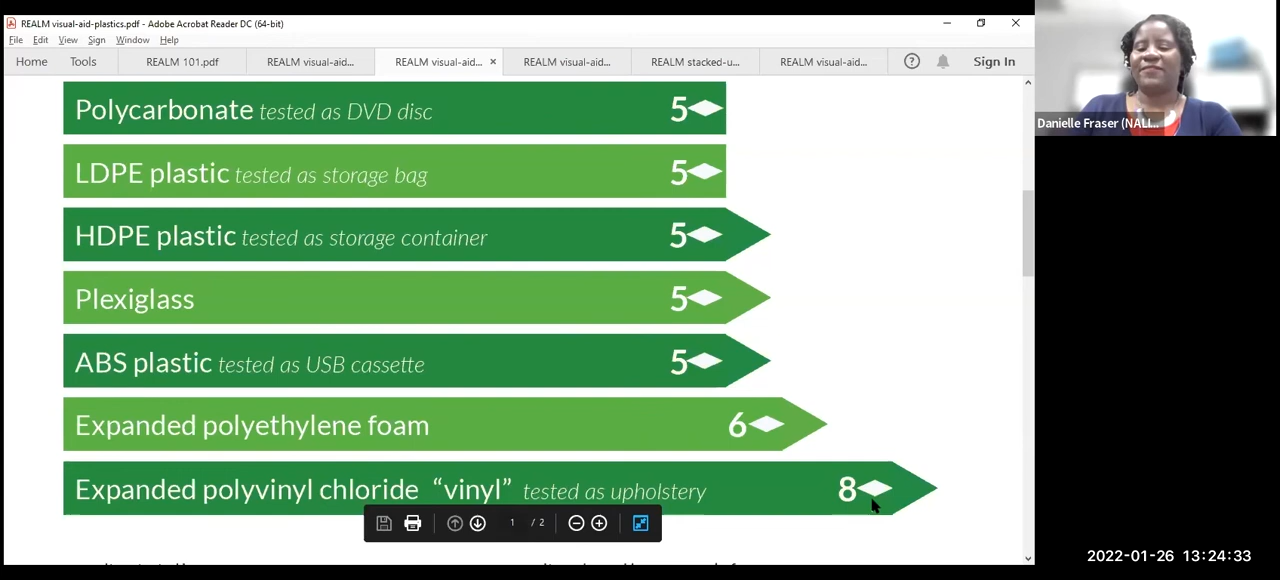 REALM visual-aid-plastics.pdf - Adobe Acrobat Reader DC (64-bit)
File Edit View Sign Window Help
Home Tools REALM 101.pdf REALM visual-aid... REALM visual-aid... × REALM visual-aid... REALM stacked-u... REALM visual-aid... Sign In
Danielle Fraser (NALI...
Polycarbonate tested as DVD disc 5
LDPE plastic tested as storage bag 5
HDPE plastic tested as storage container 5
Plexiglass 5
ABS plastic tested as USB cassette 5
Expanded polyethylene foam 6
Expanded polyvinyl chloride “vinyl” tested as upholstery 8
1 / 2
2022-01-26 13:24:33